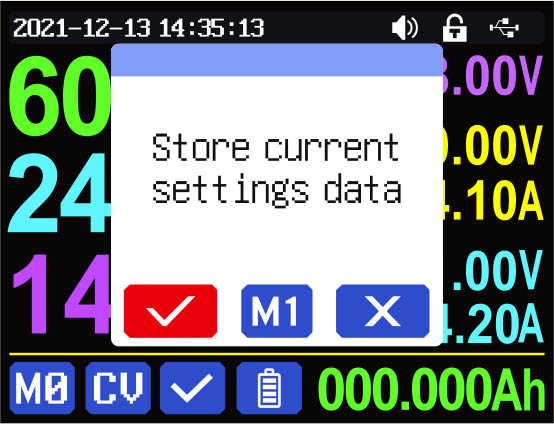 2021-12-13 14:35:13
60
.00V
Store current
settings data
24
.00V
.10A
14
.00V
.20A
M1
M0
CV
000.000Ah